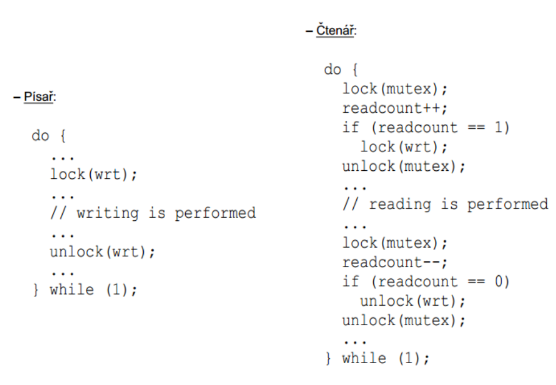 – Písař:
do {
...
lock(wrt);
...
// writing is performed
...
unlock(wrt);
...
} while (1);
– Čtenář:
do {
lock(mutex);
readcount++;
if (readcount == 1)
lock(wrt);
unlock(mutex);
...
// reading is performed
...
lock(mutex);
readcount--;
if (readcount == 0)
unlock(wrt);
unlock(mutex);
...
} while (1);